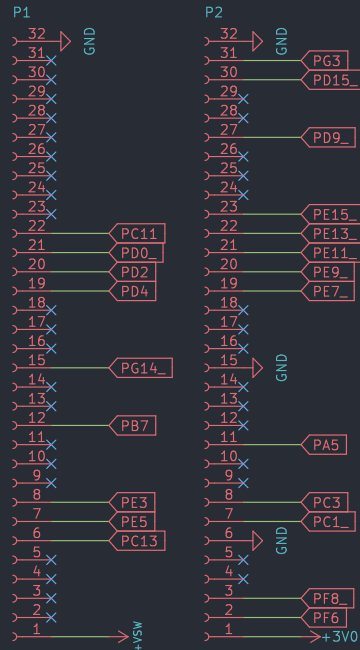 P1 P2
32 GND 32 GND
31 31 PG3
30 30 PD15_
29 29
28 28
27 27 PD9_
26 26
25 25
24 24
23 23 PE15_
22 PC11 22 PE13_
21 PD0_ 21 PE11_
20 PD2 20 PE9_
19 PD4 19 PE7_
18 18
17 17
16 16
15 PG14_ 15 GND
14 14
13 13
12 PB7 12
11 11 PA5
10 10
9 9
8 PE3 8 PC3
7 PE5 7 PC1_
6 PC13 6 GND
5 5
4 4
3 3 PF8_
2 2 PF6
1 +VSW 1 +3V0